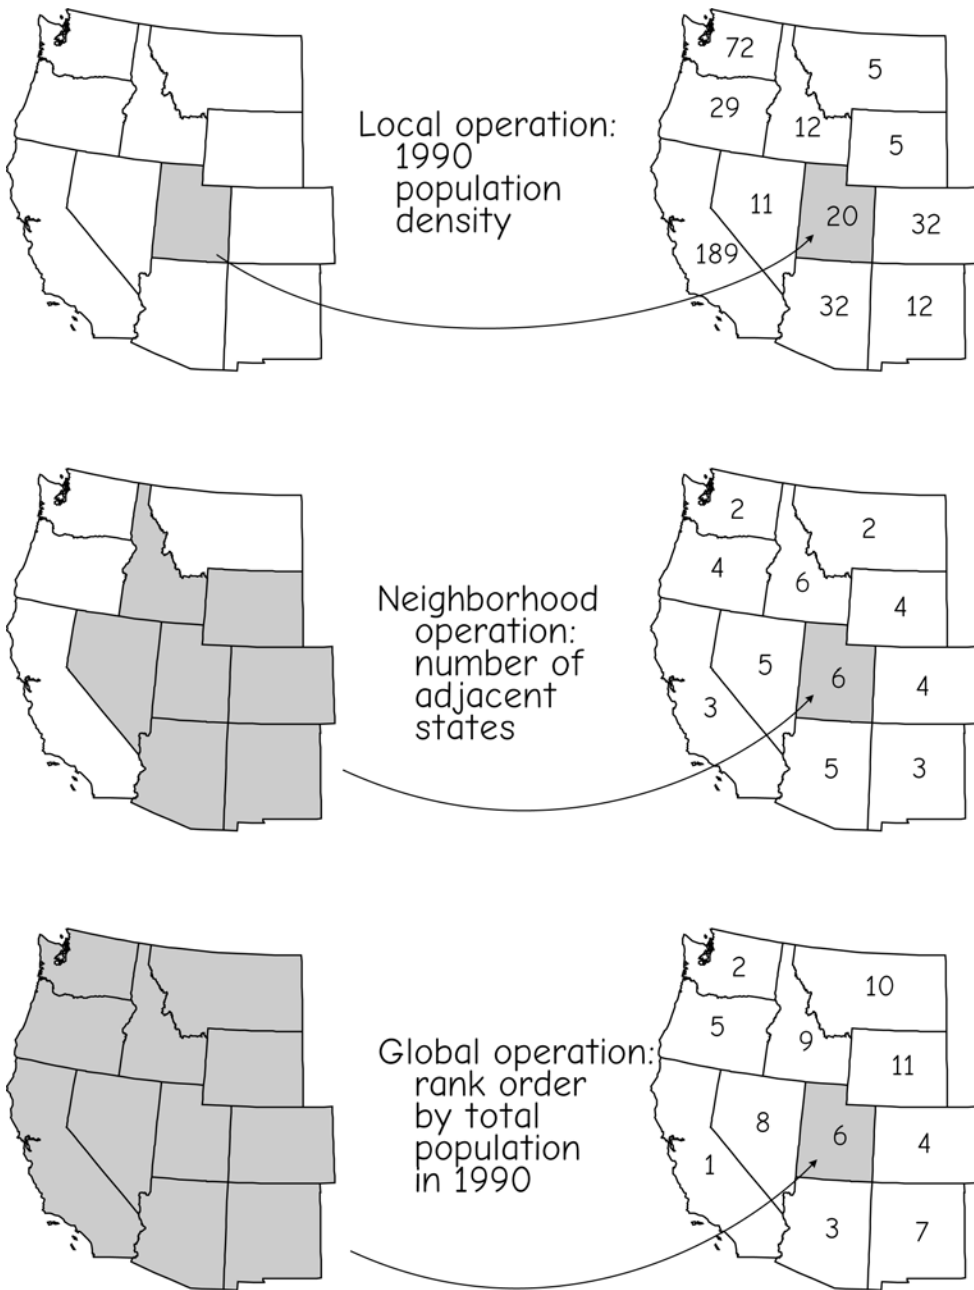 72
5
29
12
5
Local operation:
1990
population
density
11
20
32
189
32
12
2
2
4
6
4
Neighborhood
operation:
number of
adjacent
states
5
6
4
3
5
3
2
10
5
9
11
Global operation:
rank order
by total
population
in 1990
8
6
4
1
3
7